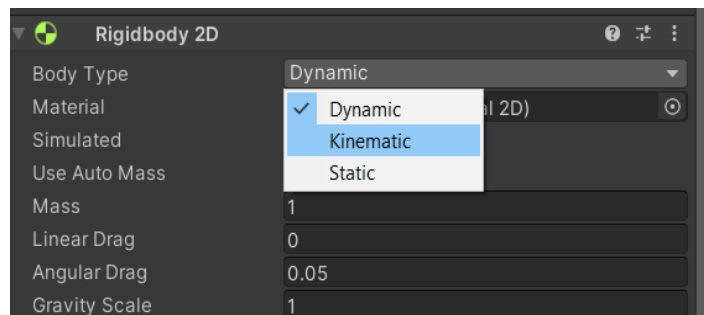 Rigidbody 2D
Body Type Dynamic
Material al 2D)
Dynamic
Simulated
Kinematic
Use Auto Mass
Static
Mass 1
Linear Drag 0
Angular Drag 0.05
Gravity Scale 1